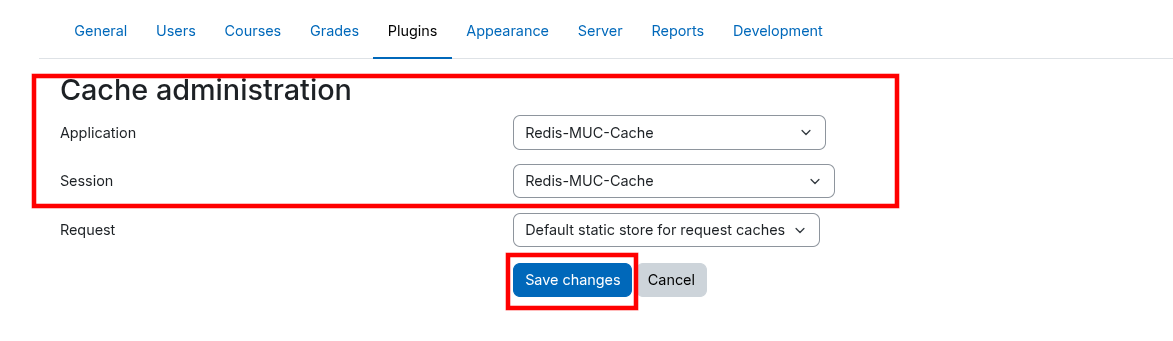 General Users Courses Grades Plugins Appearance Server Reports Development
Cache administration
Application Redis-MUC-Cache
Session Redis-MUC-Cache
Request Default static store for request caches
Save changes Cancel